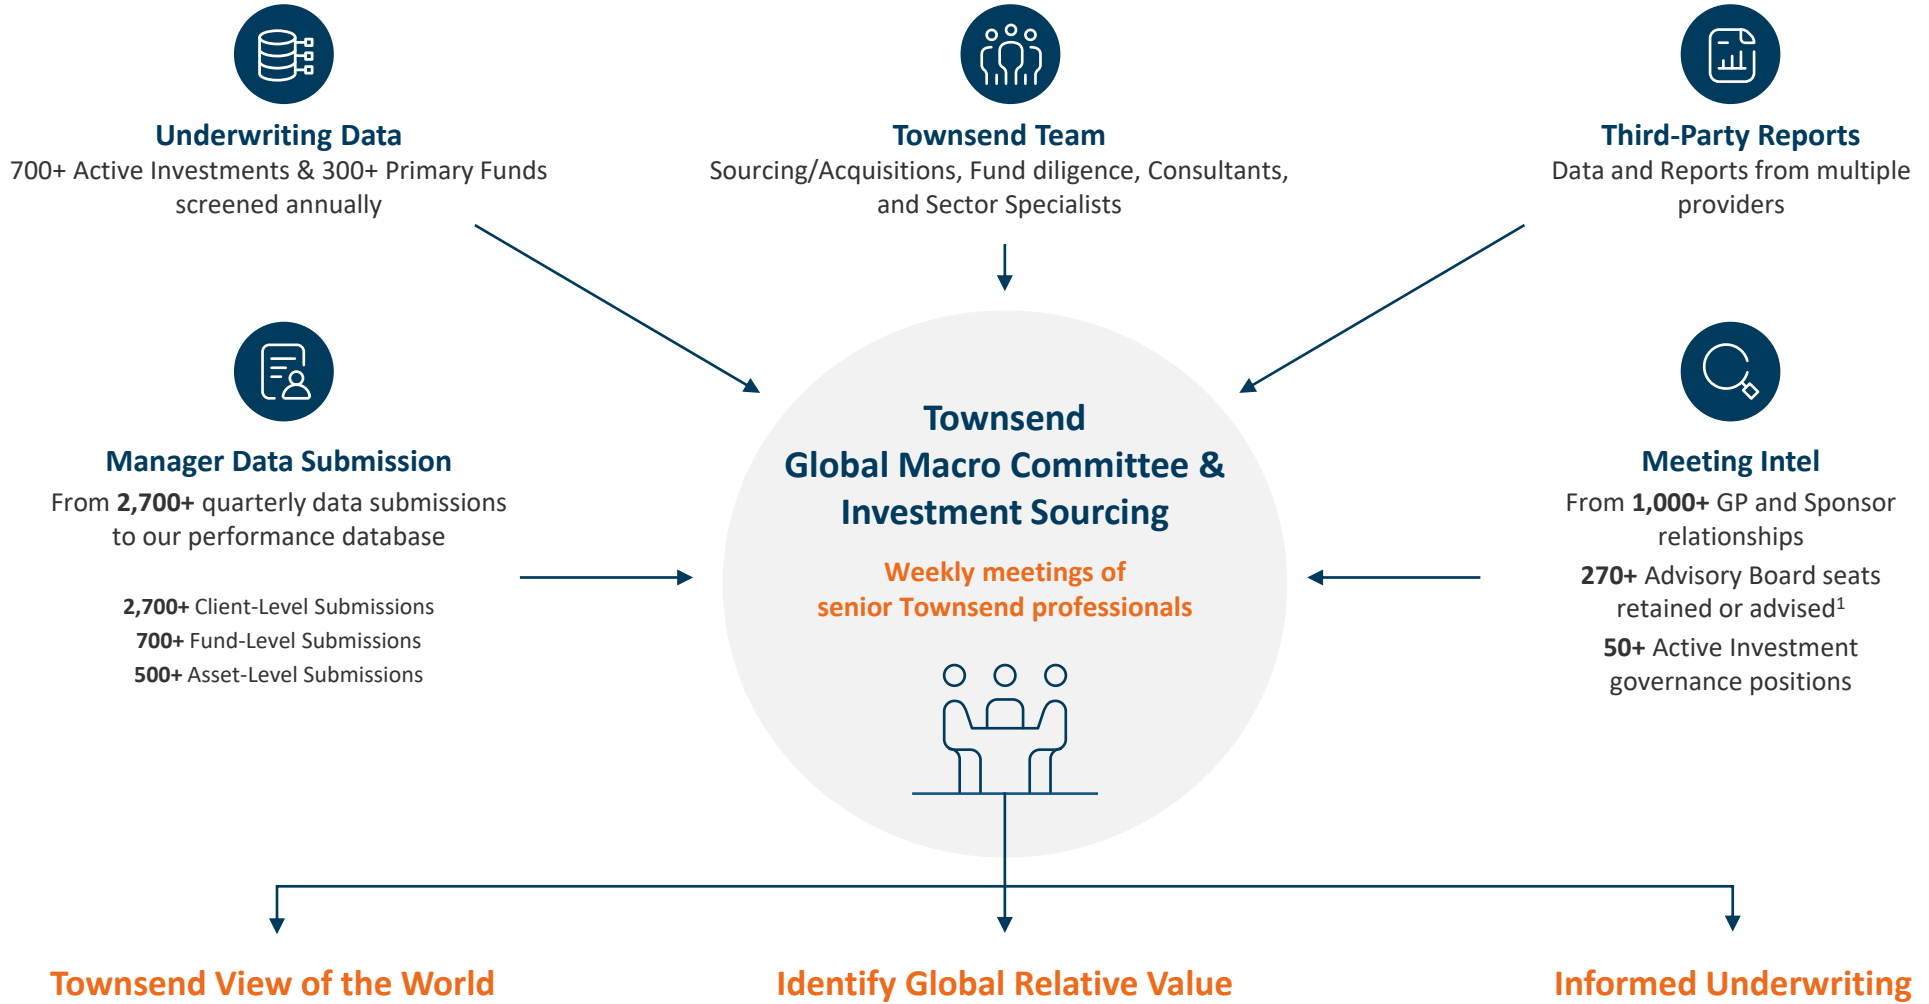 Underwriting Data
700+ Active Investments & 300+ Primary Funds
screened annually
Townsend Team
Sourcing/Acquisitions, Fund diligence, Consultants,
and Sector Specialists
Third-Party Reports
Data and Reports from multiple
providers
Manager Data Submission
From 2,700+ quarterly data submissions
to our performance database
2,700+ Client-Level Submissions
700+ Fund-Level Submissions
500+ Asset-Level Submissions
Townsend
Global Macro Committee &
Investment Sourcing
Weekly meetings of
senior Townsend professionals
Meeting Intel
From 1,000+ GP and Sponsor
relationships
270+ Advisory Board seats
retained or advised¹
50+ Active Investment
governance positions
Townsend View of the World
Identify Global Relative Value
Informed Underwriting